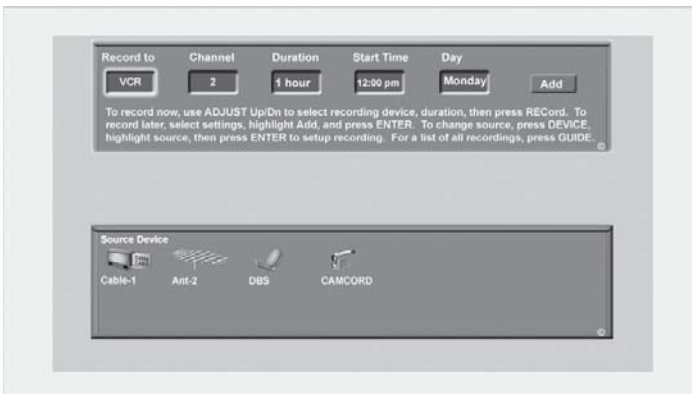 Record to Channel Duration Start Time Day
VCR 2 1 hour 12:00 pm Monday Add
To record now, use ADJUST Up/Dn to select recording device, duration, then press RECord. To
record later, select settings, highlight Add, and press ENTER. To change source, press DEVICE,
highlight source, then press ENTER to setup recording. For a list of all recordings, press GUIDE.
©
Source Device
Cable-1 Ant-2 DBS CAMCORD
©